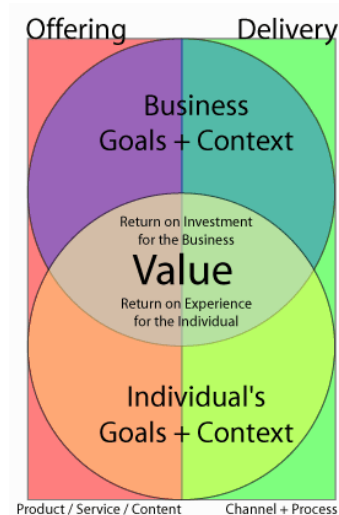 Offering Delivery
Business
Goals + Context
Return on Investment
for the Business
Value
Return on Experience
for the Individual
Individual's
Goals + Context
Product / Service / Content Channel + Process